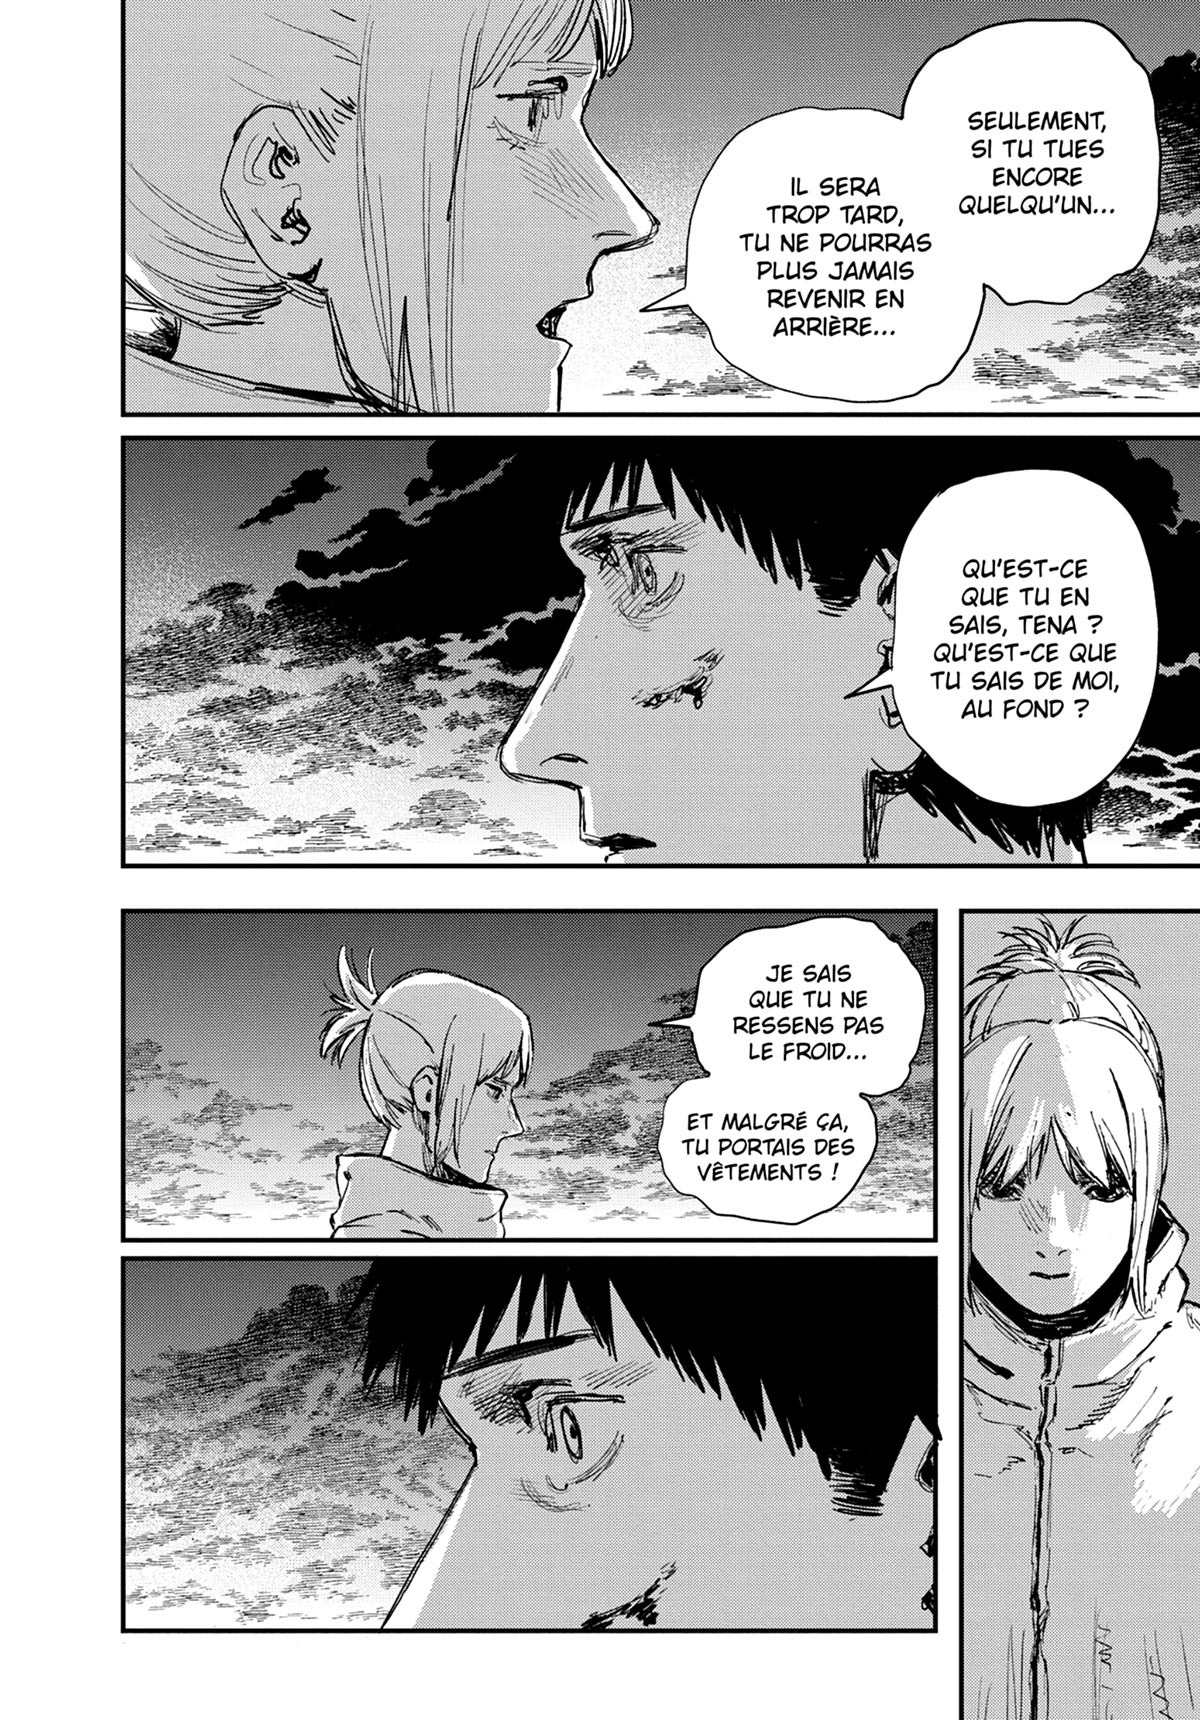 SEULEMENT,
SI TU TUES
ENCORE
QUELQU'UN...
IL SERA
TROP TARD,
TU NE POURRAS
PLUS JAMAIS
REVENIR EN
ARRIÈRE...
QU'EST-CE
QUE TU EN
SAIS, TENA ?
QU'EST-CE QUE
TU SAIS DE MOI,
AU FOND ?
JE SAIS
QUE TU NE
RESSENS PAS
LE FROID...
ET MALGRÉ ÇA,
TU PORTAIS DES
VÊTEMENTS !